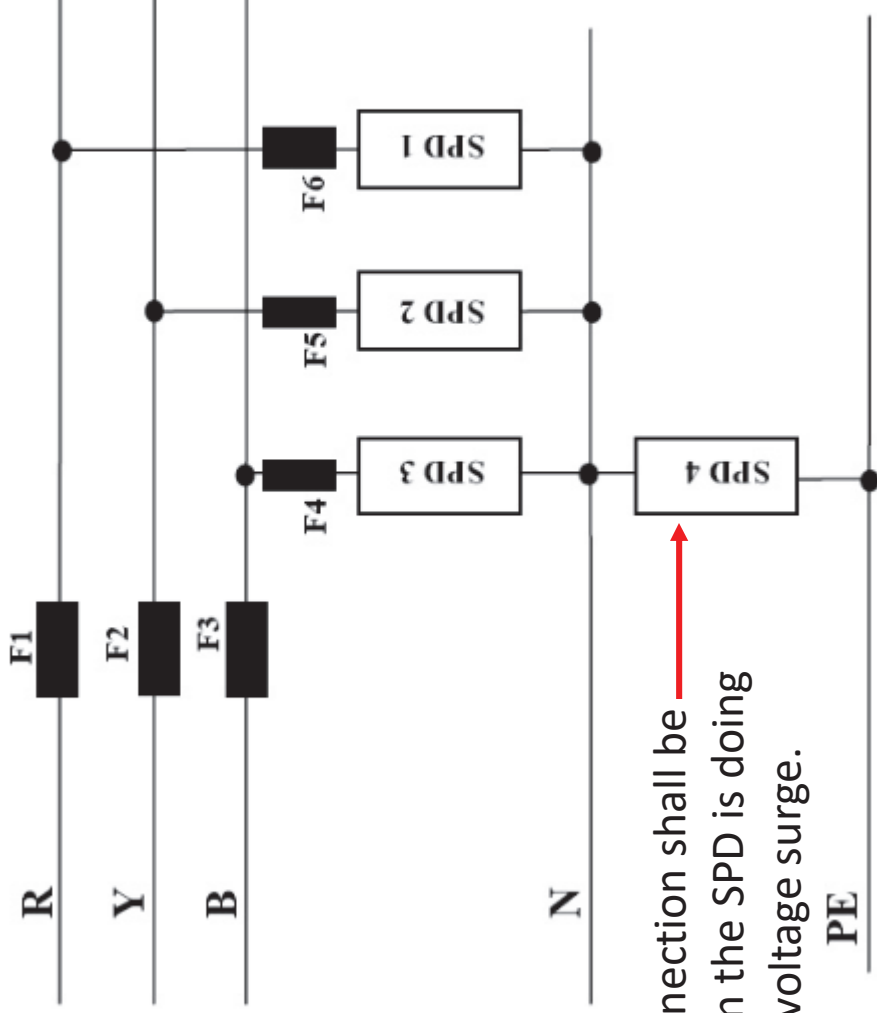 R
Y
B
N
PE
F1
F2
F3
F4
F5
F6
SPD 3
SPD 2
SPD 1
SPD 4
nection shall be
n the SPD is doing
voltage surge.